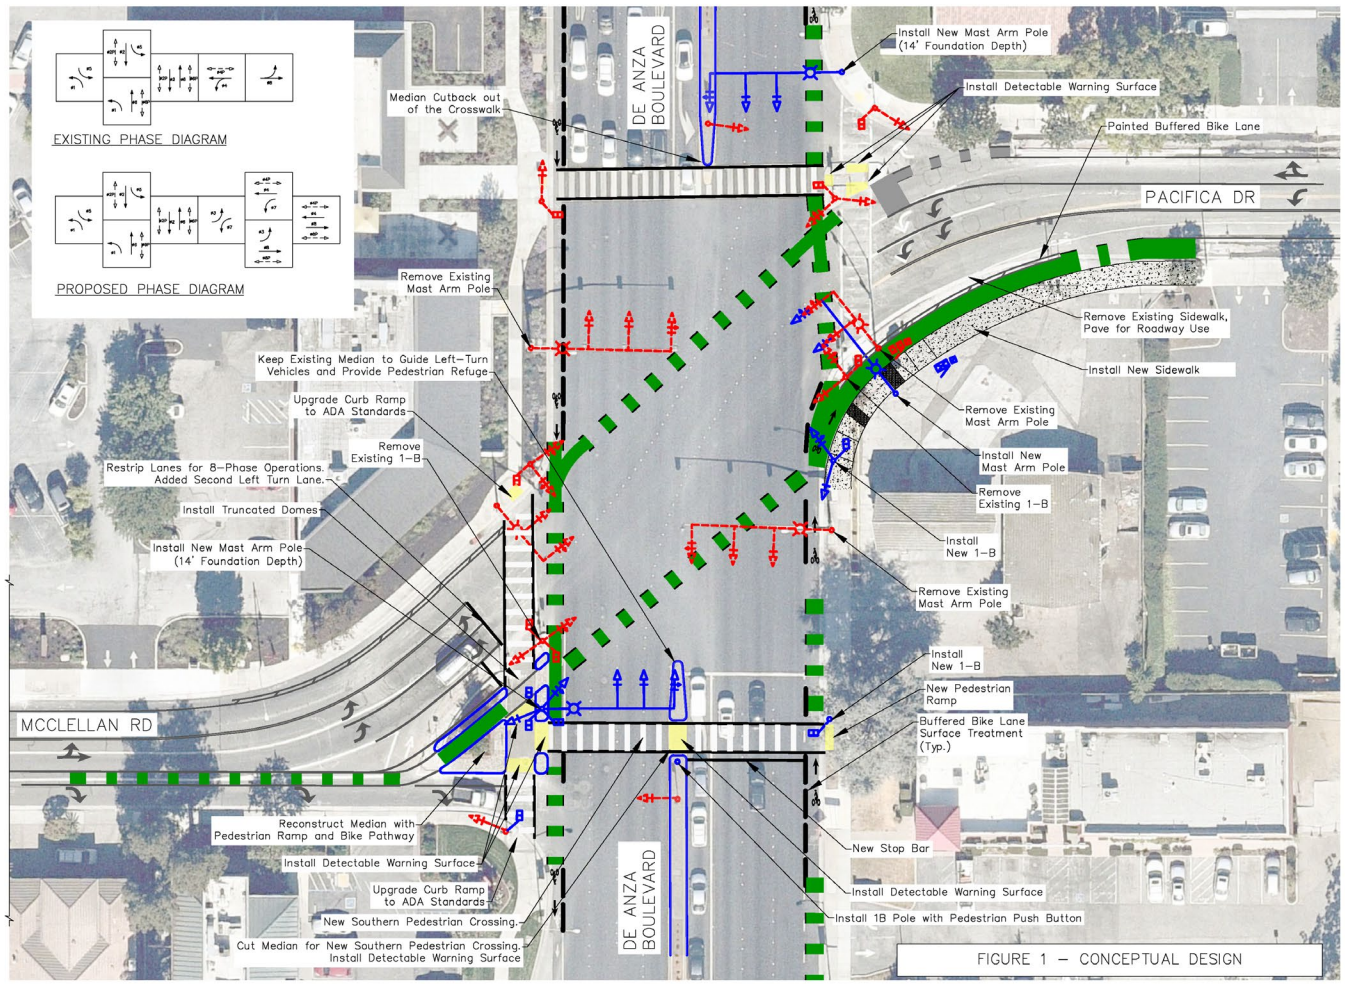 EXISTING PHASE DIAGRAM
PROPOSED PHASE DIAGRAM
DE ANZA
BOULEVARD
Install New Mast Arm Pole
(14' Foundation Depth)
Median Cutback out
of the Crosswalk
Install Detectable Warning Surface
Painted Buffered Bike Lane
PACIFICA DR
Remove Existing
Mast Arm Pole
Remove Existing Sidewalk,
Pave for Roadway Use
Keep Existing Median to Guide Left-Turn
Vehicles and Provide Pedestrian Refuge
Install New Sidewalk
Upgrade Curb Ramp
to ADA Standards
Remove Existing
Mast Arm Pole
Remove
Existing 1-B
Install New
Mast Arm Pole
Restrip Lanes for 8-Phase Operations.
Added Second Left Turn Lane.
Remove
Existing 1-B
Install Truncated Domes
Install
New 1-B
Install New Mast Arm Pole
(14' Foundation Depth)
Remove Existing
Mast Arm Pole
Install
New 1-B
New Pedestrian
Ramp
MCCLELLAN RD
Buffered Bike Lane
Surface Treatment
(Typ.)
Reconstruct Median with
Pedestrian Ramp and Bike Pathway
New Stop Bar
Install Detectable Warning Surface
Upgrade Curb Ramp
to ADA Standards
Install Detectable Warning Surface
DE ANZA
BOULEVARD
New Southern Pedestrian Crossing.
Install 1B Pole with Pedestrian Push Button
Cut Median for New Southern Pedestrian Crossing.
Install Detectable Warning Surface
FIGURE 1 - CONCEPTUAL DESIGN